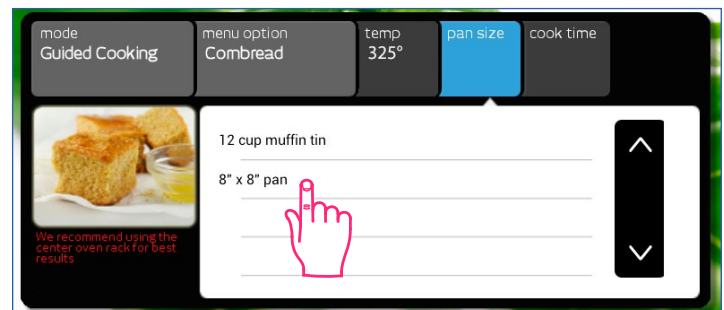 mode
Guided Cooking
menu option
Combread
temp
325°
pan size
cook time
12 cup muffin tin
8" x 8" pan
We recommend using the
center oven rack for best
results